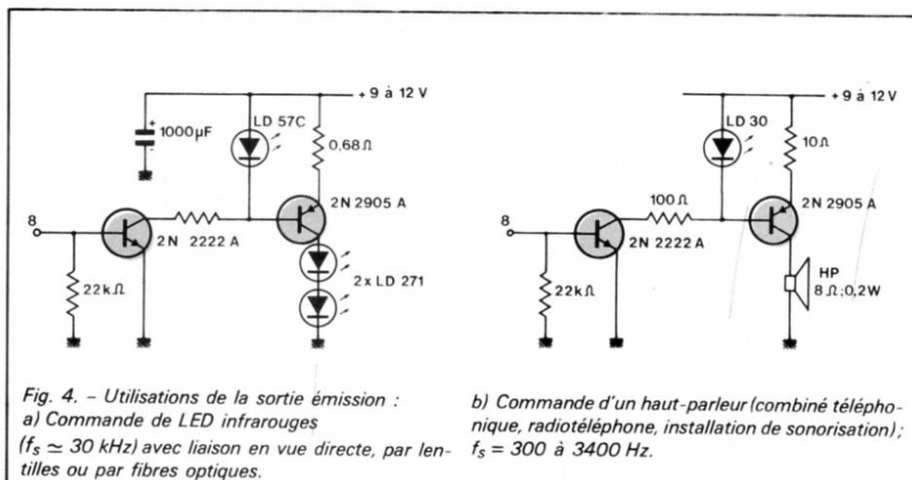 + 9 à 12 V
LD 57C
+
1000µF
-
0,68Ω
8
2N 2905 A
2N 2222 A
22kΩ
2x LD 271
+ 9 à 12 V
LD 30
10Ω
100Ω
8
2N 2905 A
2N 2222 A
22kΩ
HP
8 Ω;0,2W
Fig. 4. – Utilisations de la sortie émission :
a) Commande de LED infrarouges
(fs ≃ 30 kHz) avec liaison en vue directe, par len-
tilles ou par fibres optiques.
b) Commande d'un haut-parleur (combiné télépho-
nique, radiotéléphone, installation de sonorisation) ;
fs = 300 à 3400 Hz.